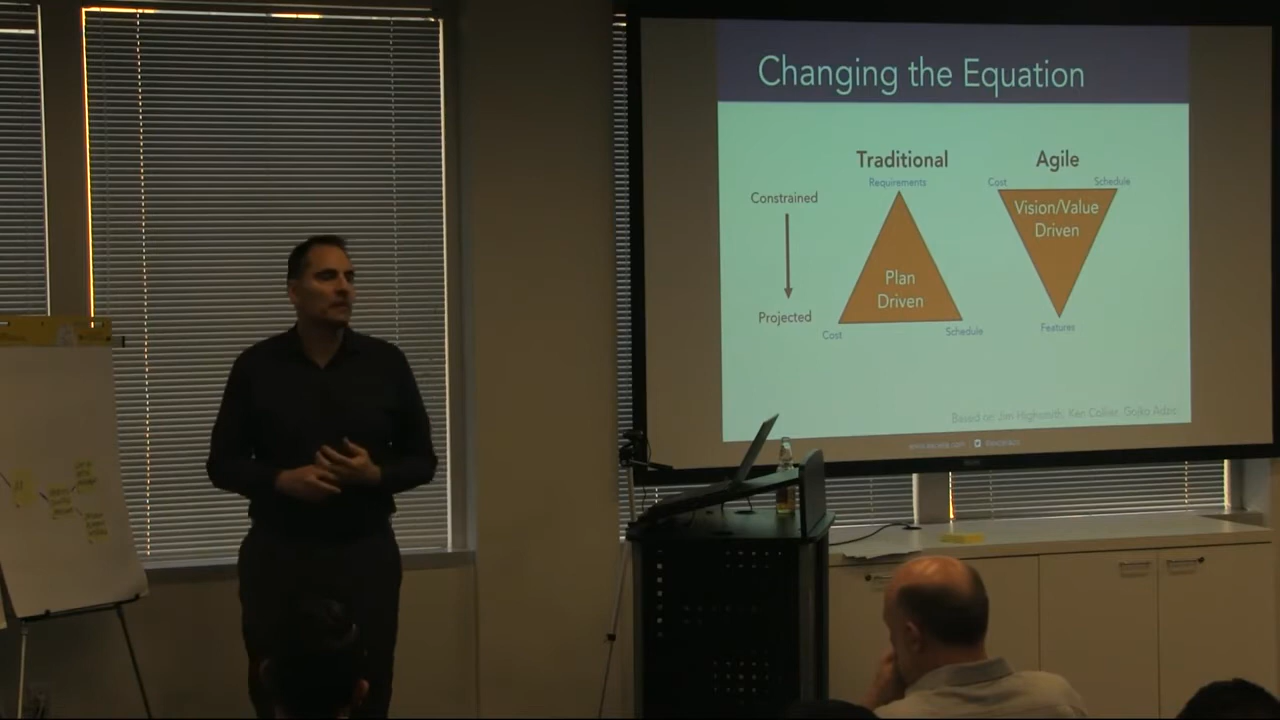 Changing the Equation
Traditional
Agile
Requirements
Cost
Schedule
Constrained
Vision/Value
Driven
Plan
Driven
Projected
Cost
Schedule
Features
Based on Jim Highsmith, Ken Collier, Gojko Adzic